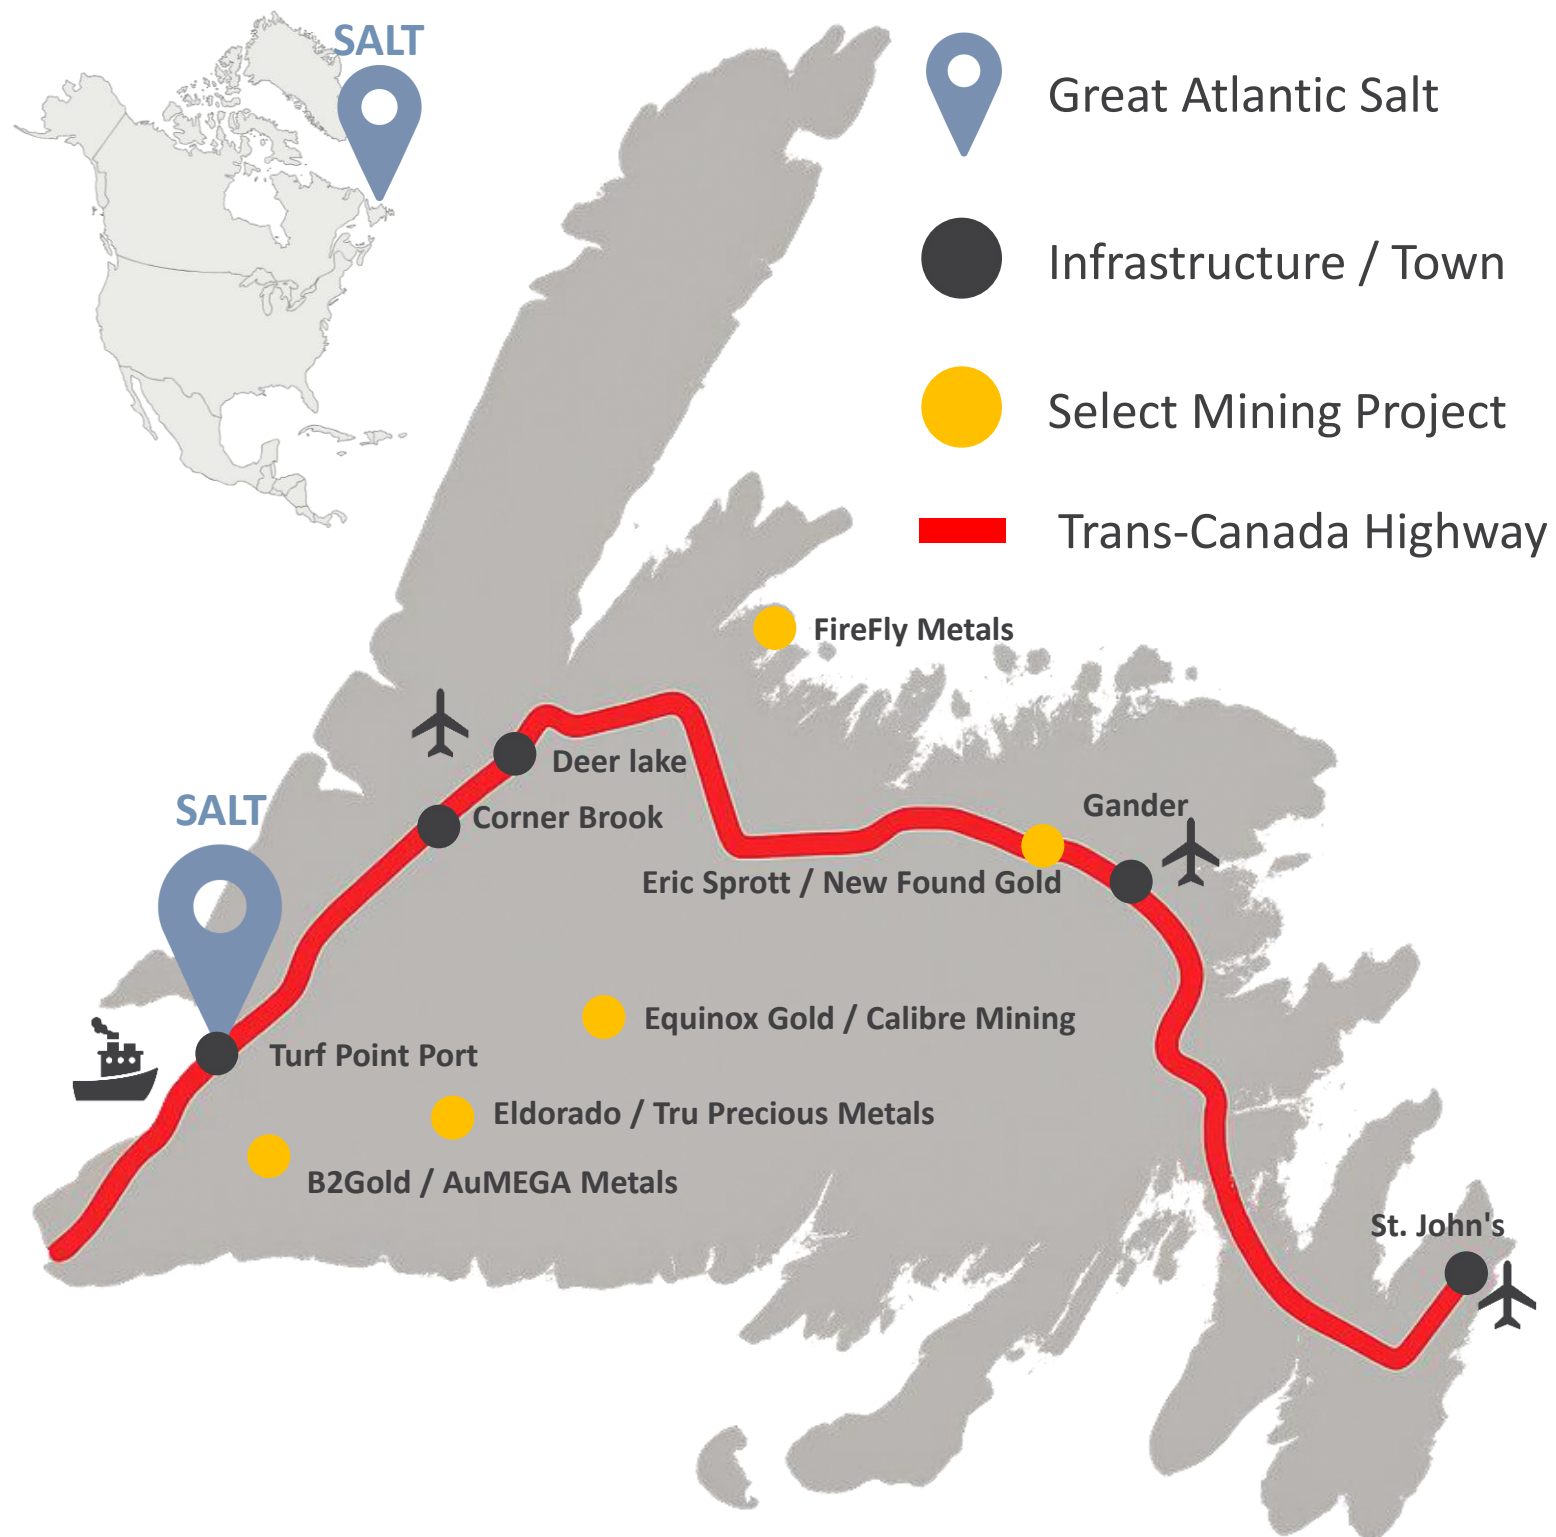 SALT
Great Atlantic Salt
Infrastructure / Town
Select Mining Project
Trans-Canada Highway
FireFly Metals
Deer lake
SALT
Corner Brook
Gander
Eric Sprott / New Found Gold
Equinox Gold / Calibre Mining
Turf Point Port
Eldorado / Tru Precious Metals
B2Gold / AuMEGA Metals
St. John's